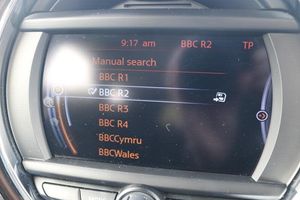 9:17 am BBC R2 TP
Manual search
BBC R1
BBC R2
BBC R3
BBC R4
BBCCymru
BBCWales